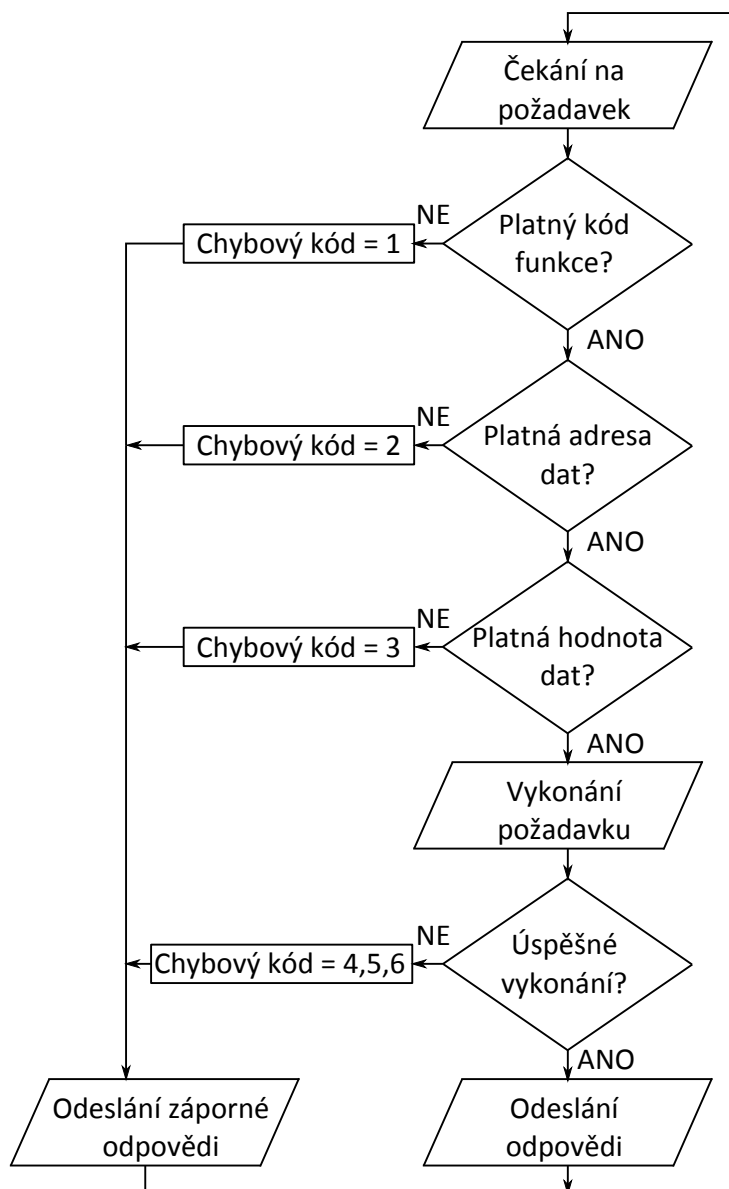 Čekání na
požadavek
NE
Chybový kód = 1
Platný kód
funkce?
ANO
NE
Chybový kód = 2
Platná adresa
dat?
ANO
NE
Chybový kód = 3
Platná hodnota
dat?
ANO
Vykonání
požadavku
NE
Chybový kód = 4,5,6
Úspěšné
vykonání?
ANO
Odeslání záporné
odpovědi
Odeslání
odpovědi